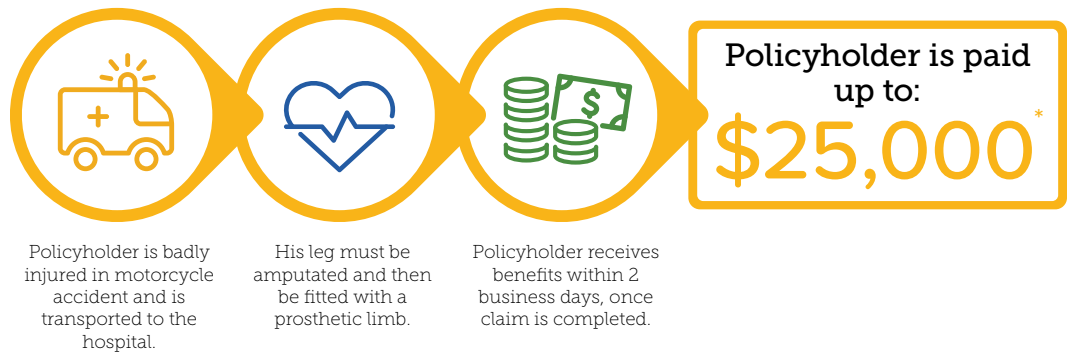 Policyholder is paid
up to:
$25,000*
Policyholder is badly
injured in motorcycle
accident and is
transported to the
hospital.
His leg must be
amputated and then
be fitted with a
prosthetic limb.
$
Policyholder receives
benefits within 2
business days, once
claim is completed.